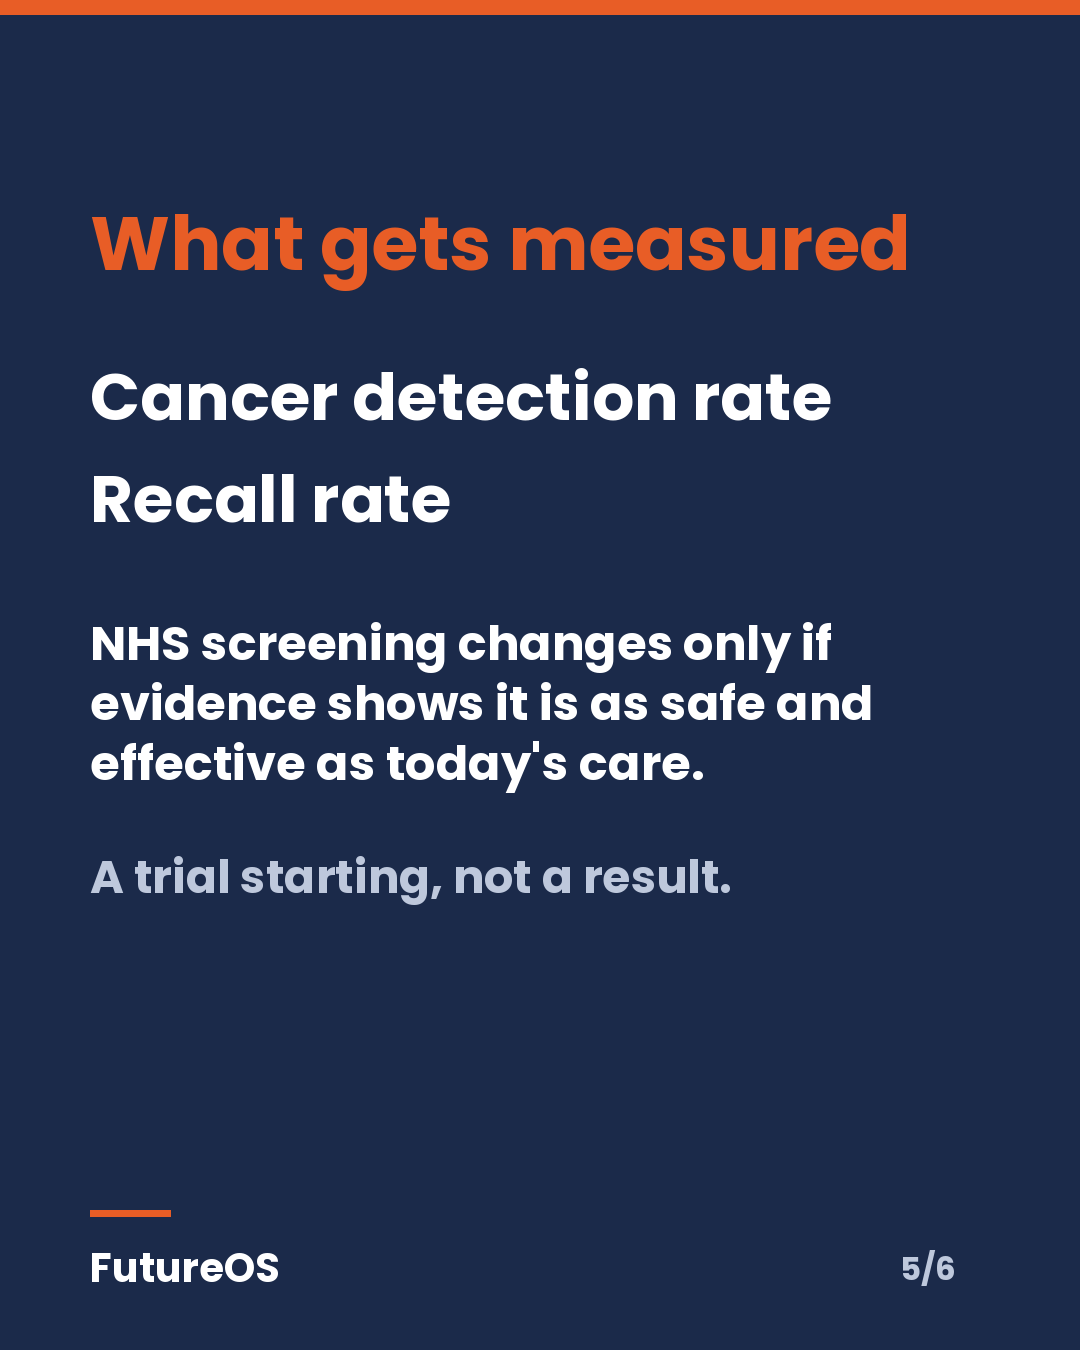 What gets measured
Cancer detection rate
Recall rate
NHS screening changes only if
evidence shows it is as safe and
effective as today's care.
A trial starting, not a result.
FutureOS
5/6